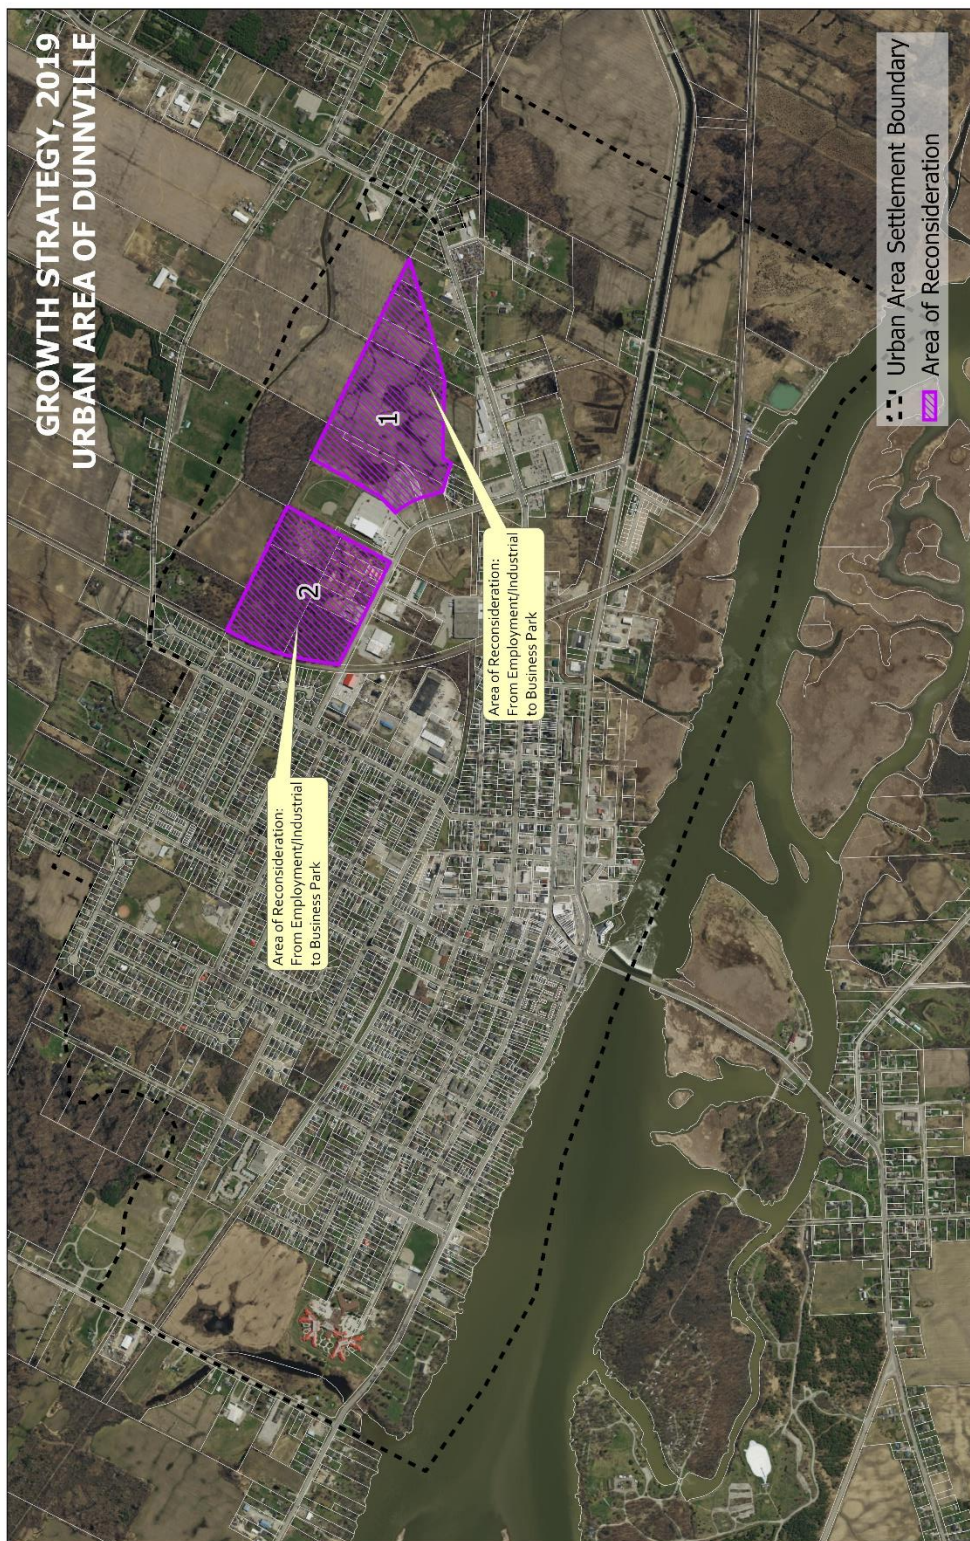 GROWTH STRATEGY, 2019
URBAN AREA OF DUNNVILLE
2
1
Area of Reconsideration:
From Employment/Industrial
to Business Park
Area of Reconsideration:
From Employment/Industrial
to Business Park
Urban Area Settlement Boundary
Area of Reconsideration